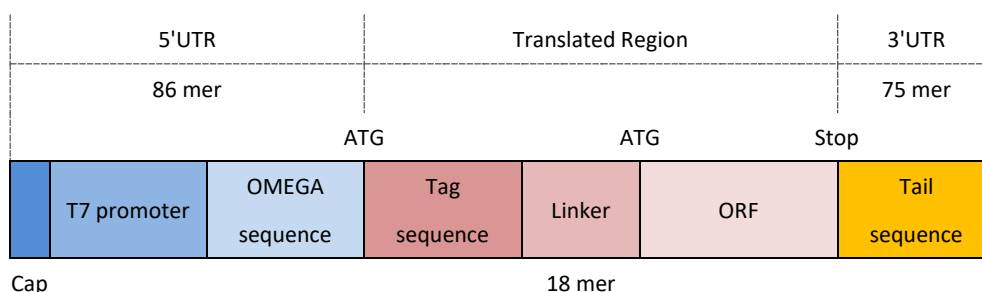 5'UTR Translated Region 3'UTR
86 mer 75 mer
ATG ATG Stop
T7 promoter
OMEGA
sequence
Tag
sequence
Linker
ORF
Tail
sequence
Cap 18 mer